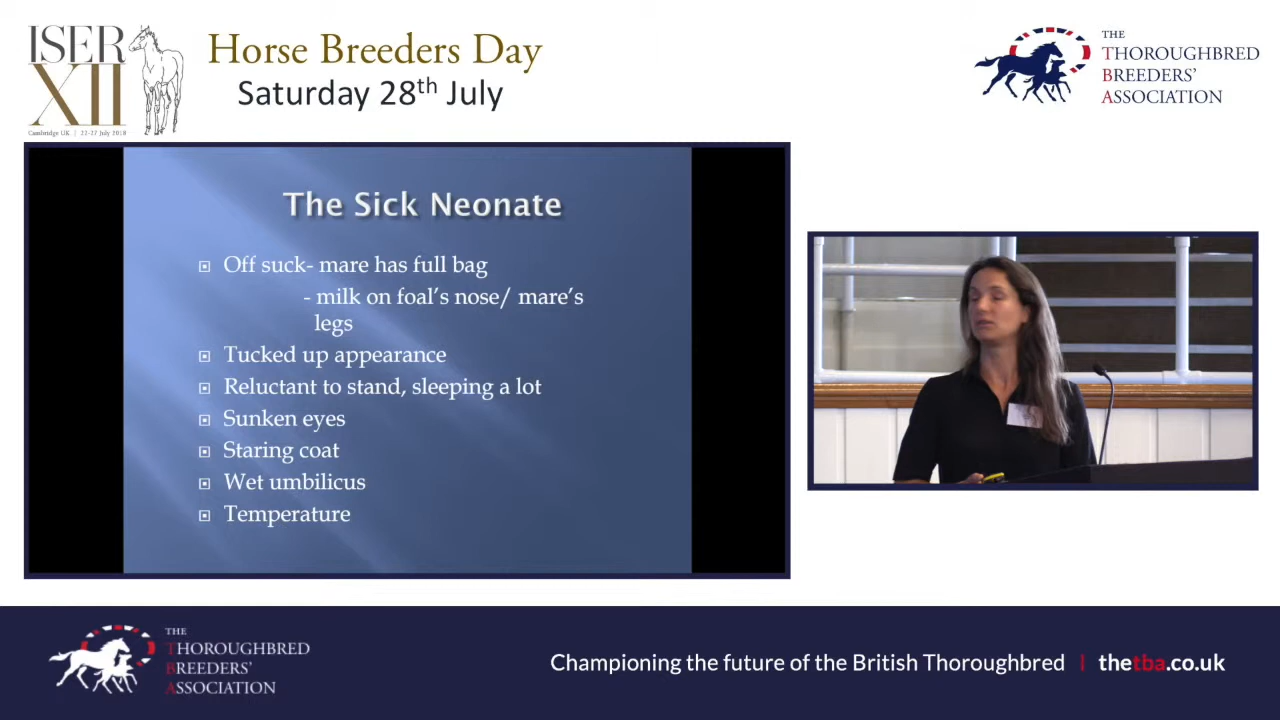 ISER
XII
Cambridge UK | 22-27 July 2018
Horse Breeders Day
Saturday 28th July
THE
THOROUGHBRED
BREEDERS'
ASSOCIATION
The Sick Neonate
Off suck- mare has full bag
- milk on foal's nose/ mare's
legs
Tucked up appearance
Reluctant to stand, sleeping a lot
Sunken eyes
Staring coat
Wet umbilicus
Temperature
THE
THOROUGHBRED
BREEDERS'
ASSOCIATION
Championing the future of the British Thoroughbred | thetba.co.uk